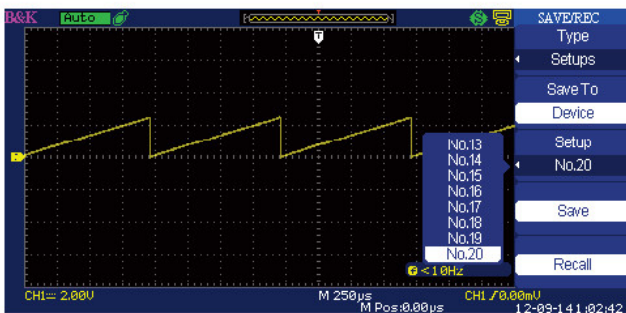 B&K Auto
T
SAVE/REC
Type
Setups
Save To
Device
Setup
No.20
Save
Recall
No.13
No.14
No.15
No.16
No.17
No.18
No.19
No.20
<10Hz
CH1 2.00V
M 250µs
CH1 /0.00mV
M Pos:0.00µs
12-09-14 1:02:42